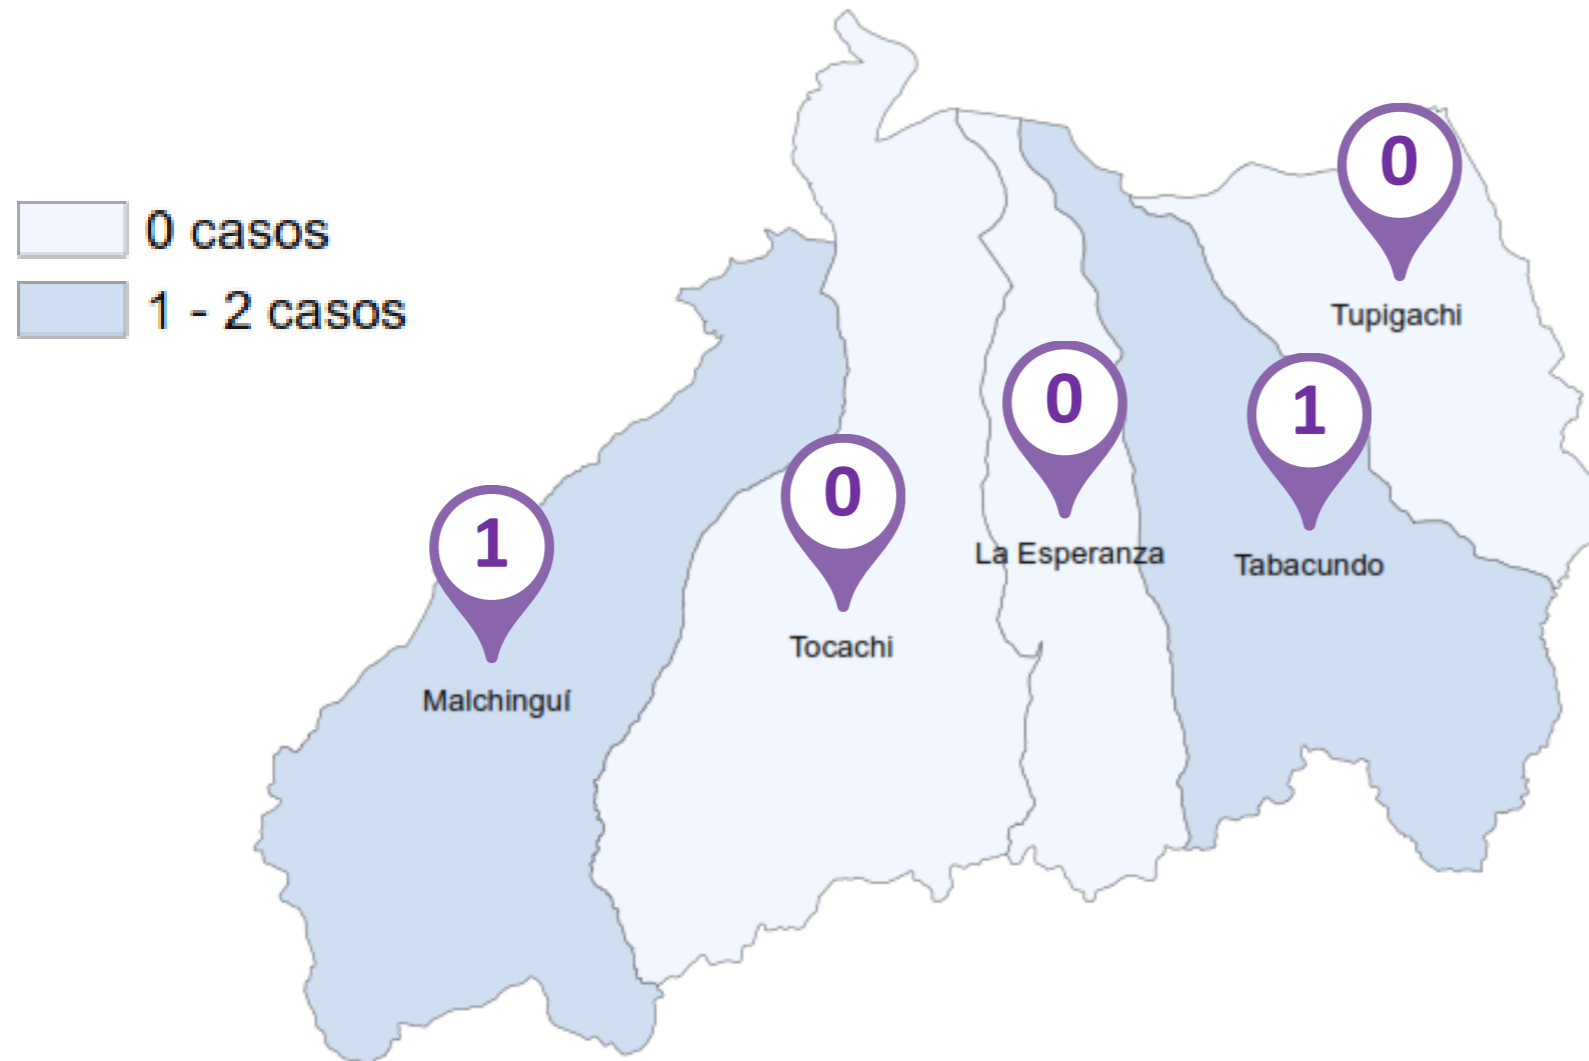 0 casos
1 - 2 casos
0
Tupigachi
0
La Esperanza
1
Tabacundo
0
Tocachi
1
Malchinguí